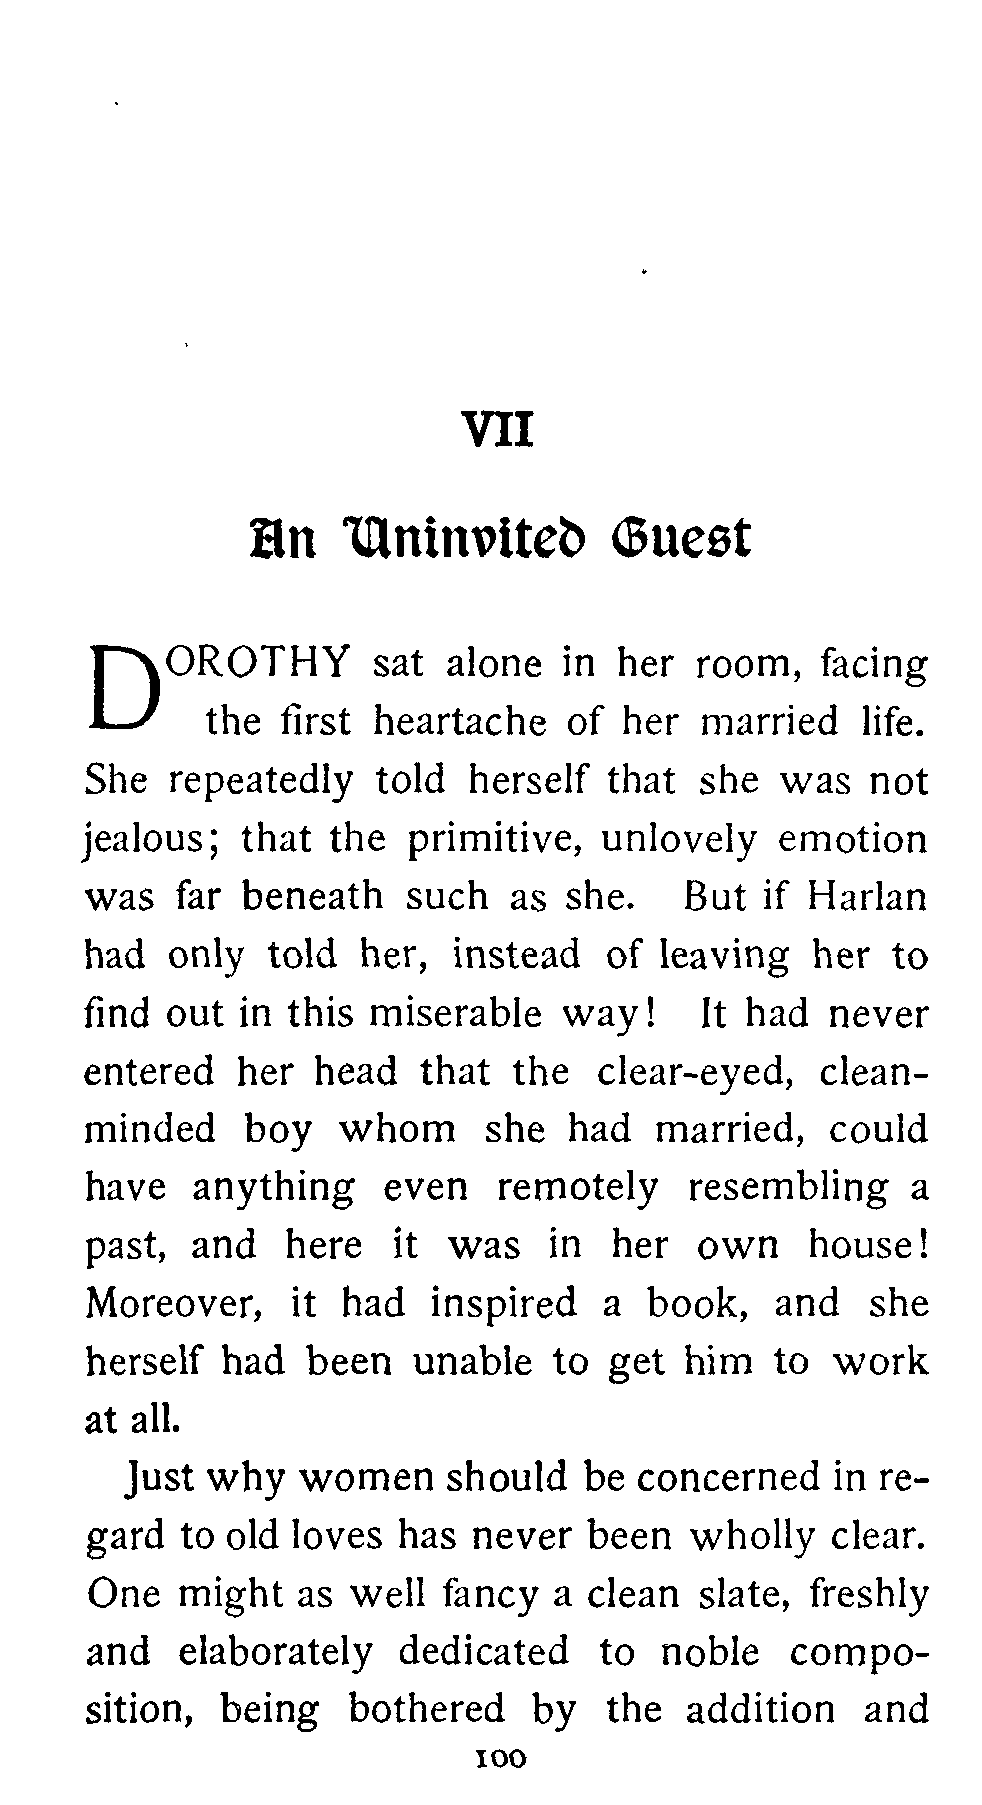 VII
An Uninvited Guest
DOROTHY sat alone in her room, facing
the first heartache of her married life.
She repeatedly told herself that she was not
jealous; that the primitive, unlovely emotion
was far beneath such as she. But if Harlan
had only told her, instead of leaving her to
find out in this miserable way! It had never
entered her head that the clear-eyed, clean-
minded boy whom she had married, could
have anything even remotely resembling a
past, and here it was in her own house!
Moreover, it had inspired a book, and she
herself had been unable to get him to work
at all.
Just why women should be concerned in re-
gard to old loves has never been wholly clear.
One might as well fancy a clean slate, freshly
and elaborately dedicated to noble compo-
sition, being bothered by the addition and
100